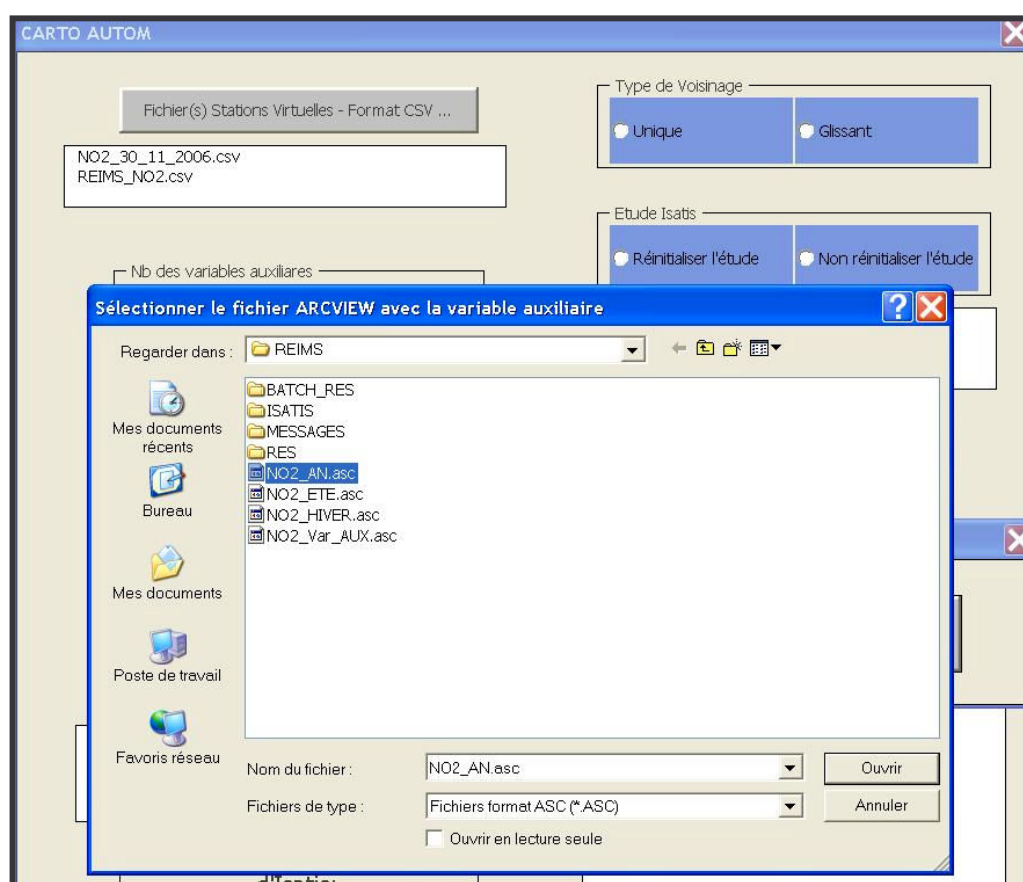 CARTO AUTOM
Fichier(s) Stations Virtuelles - Format CSV ...
NO2_30_11_2006.csv
REIMS_NO2.csv
Type de Voisinage
Unique
Glissant
Etude Isatis
Réinitialiser l'étude
Non réinitialiser l'étude
Nb des variables auxiliares
Sélectionner le fichier ARCVIEW avec la variable auxiliaire
Regarder dans :
REIMS
Mes documents
récents
Bureau
Mes documents
Poste de travail
Favoris réseau
BATCH_RES
ISATIS
MESSAGES
RES
NO2_AN.asc
NO2_ETE.asc
NO2_HIVER.asc
NO2_Var_AUX.asc
Nom du fichier :
NO2_AN.asc
Ouvrir
Fichiers de type :
Fichiers format ASC (*.ASC)
Annuler
Ouvrir en lecture seule